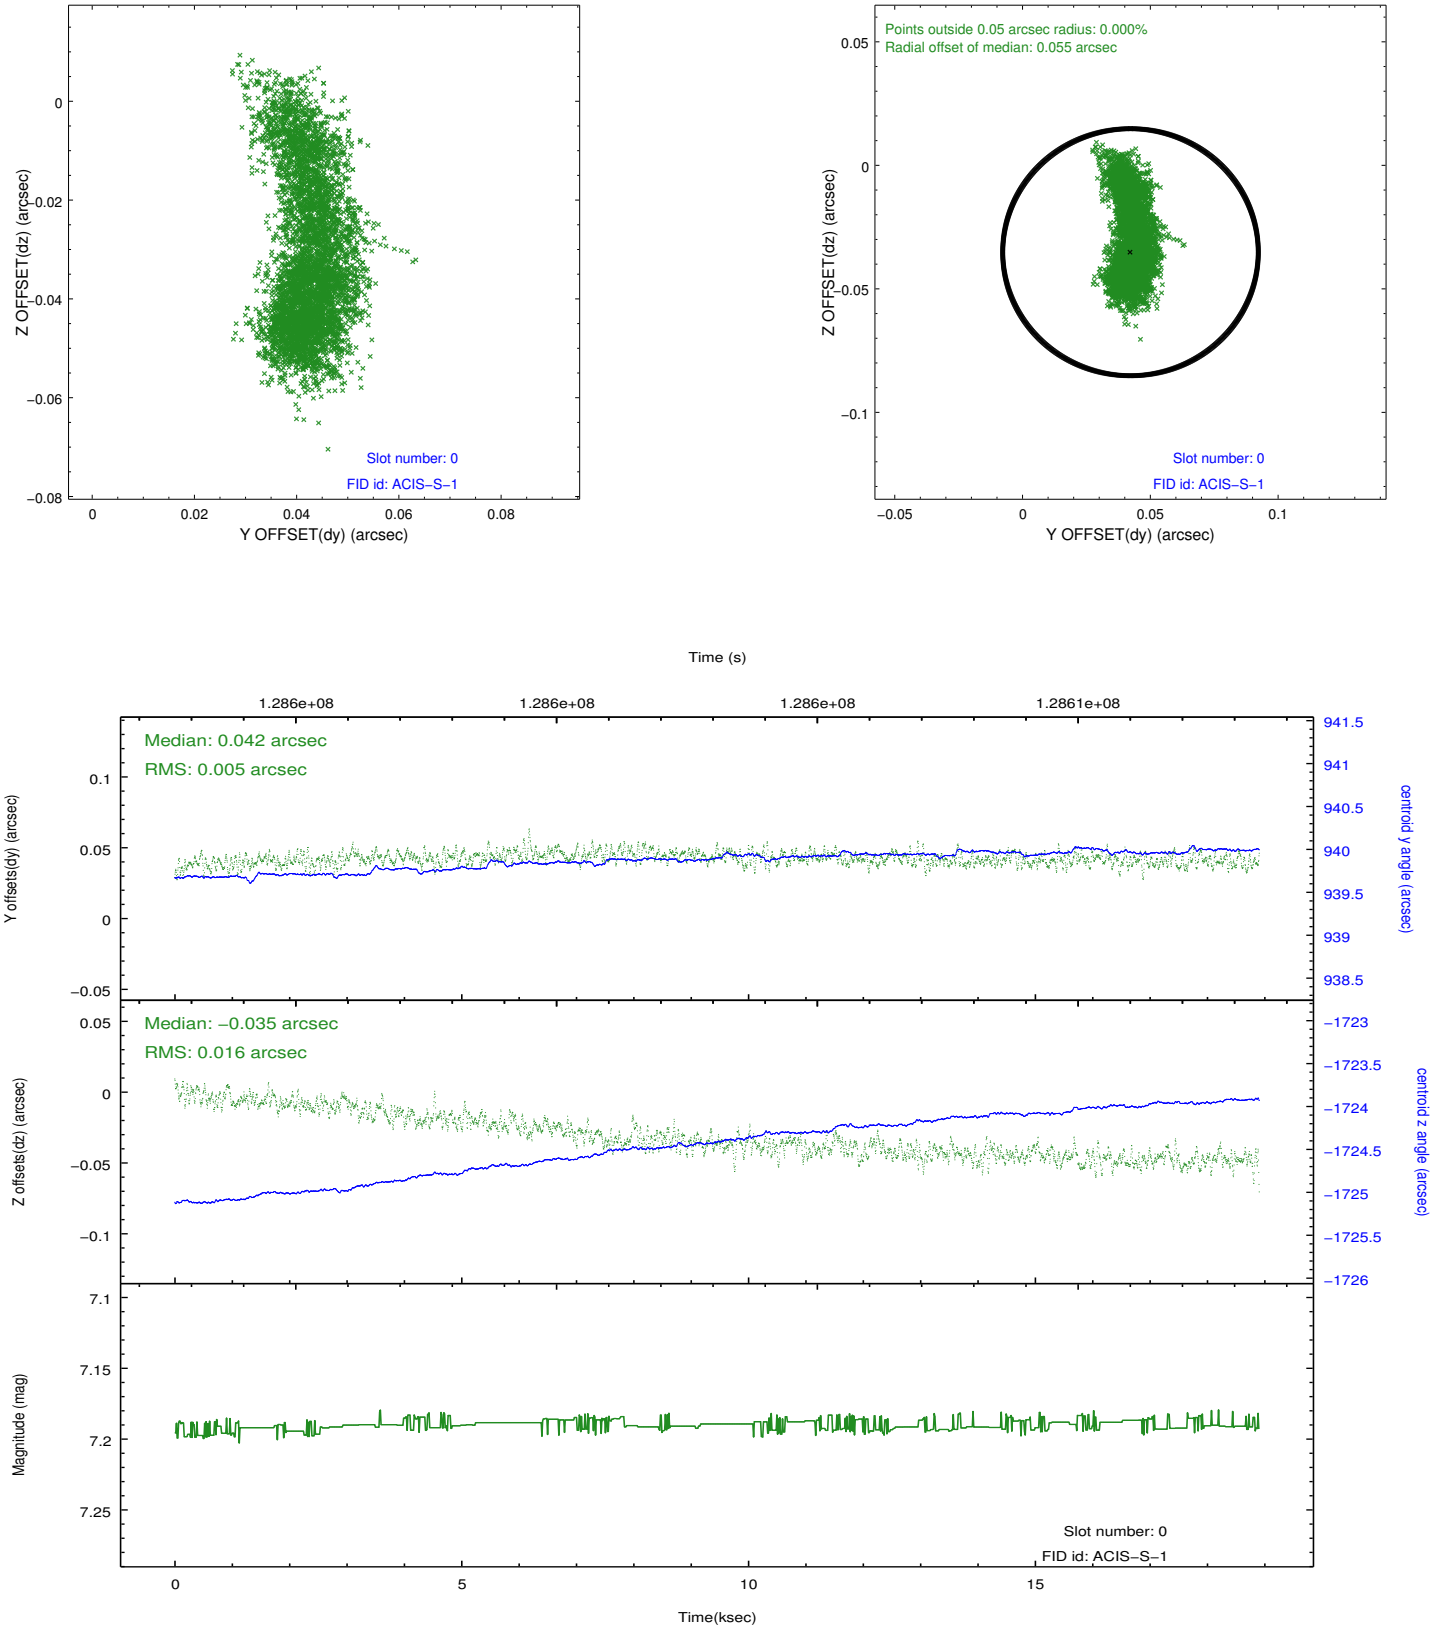 0
−0.02
−0.04
−0.06
−0.08
Z OFFSET(dz) (arcsec)
Slot number: 0
FID id: ACIS−S−1
0 0.02 0.04 0.06 0.08
Y OFFSET(dy) (arcsec)
Points outside 0.05 arcsec radius: 0.000%
Radial offset of median: 0.055 arcsec
0.05
0
−0.05
−0.1
Z OFFSET(dz) (arcsec)
Slot number: 0
FID id: ACIS−S−1
−0.05 0 0.05 0.1
Y OFFSET(dy) (arcsec)
Time (s)
1.286e+08 1.286e+08 1.286e+08 1.2861e+08
Median: 0.042 arcsec
RMS: 0.005 arcsec
0.1
0.05
0
−0.05
Y offsets(dy) (arcsec)
941.5
941
940.5
940
939.5
939
938.5
centroid y angle (arcsec)
Median: −0.035 arcsec
RMS: 0.016 arcsec
0.05
0
−0.05
−0.1
Z offsets(dz) (arcsec)
−1723
−1723.5
−1724
−1724.5
−1725
−1725.5
−1726
centroid z angle (arcsec)
7.1
7.15
7.2
7.25
Magnitude (mag)
Slot number: 0
FID id: ACIS−S−1
0 5 10 15
Time(ksec)